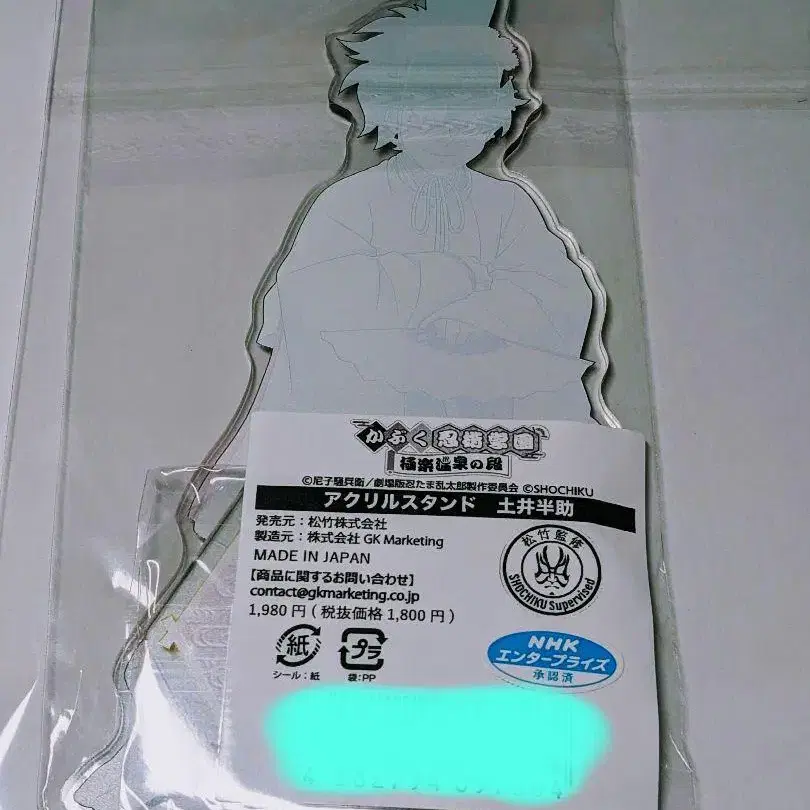 かぶく忍術学園
極楽温泉の段
©尼子騒兵衛／劇場版忍たま乱太郎製作委員会 ©SHOCHIKU
アクリルスタンド 土井半助
発売元：松竹株式会社
製造元：株式会社 GK Marketing
MADE IN JAPAN
【商品に関するお問い合わせ】
contact@gkmarketing.co.jp
1,980 円 ( 税抜価格 1,800 円 )
松竹監修
SHOCHIKU Supervised
紙
シール：紙
プラ
袋：PP
NHK
エンタープライズ
承認済